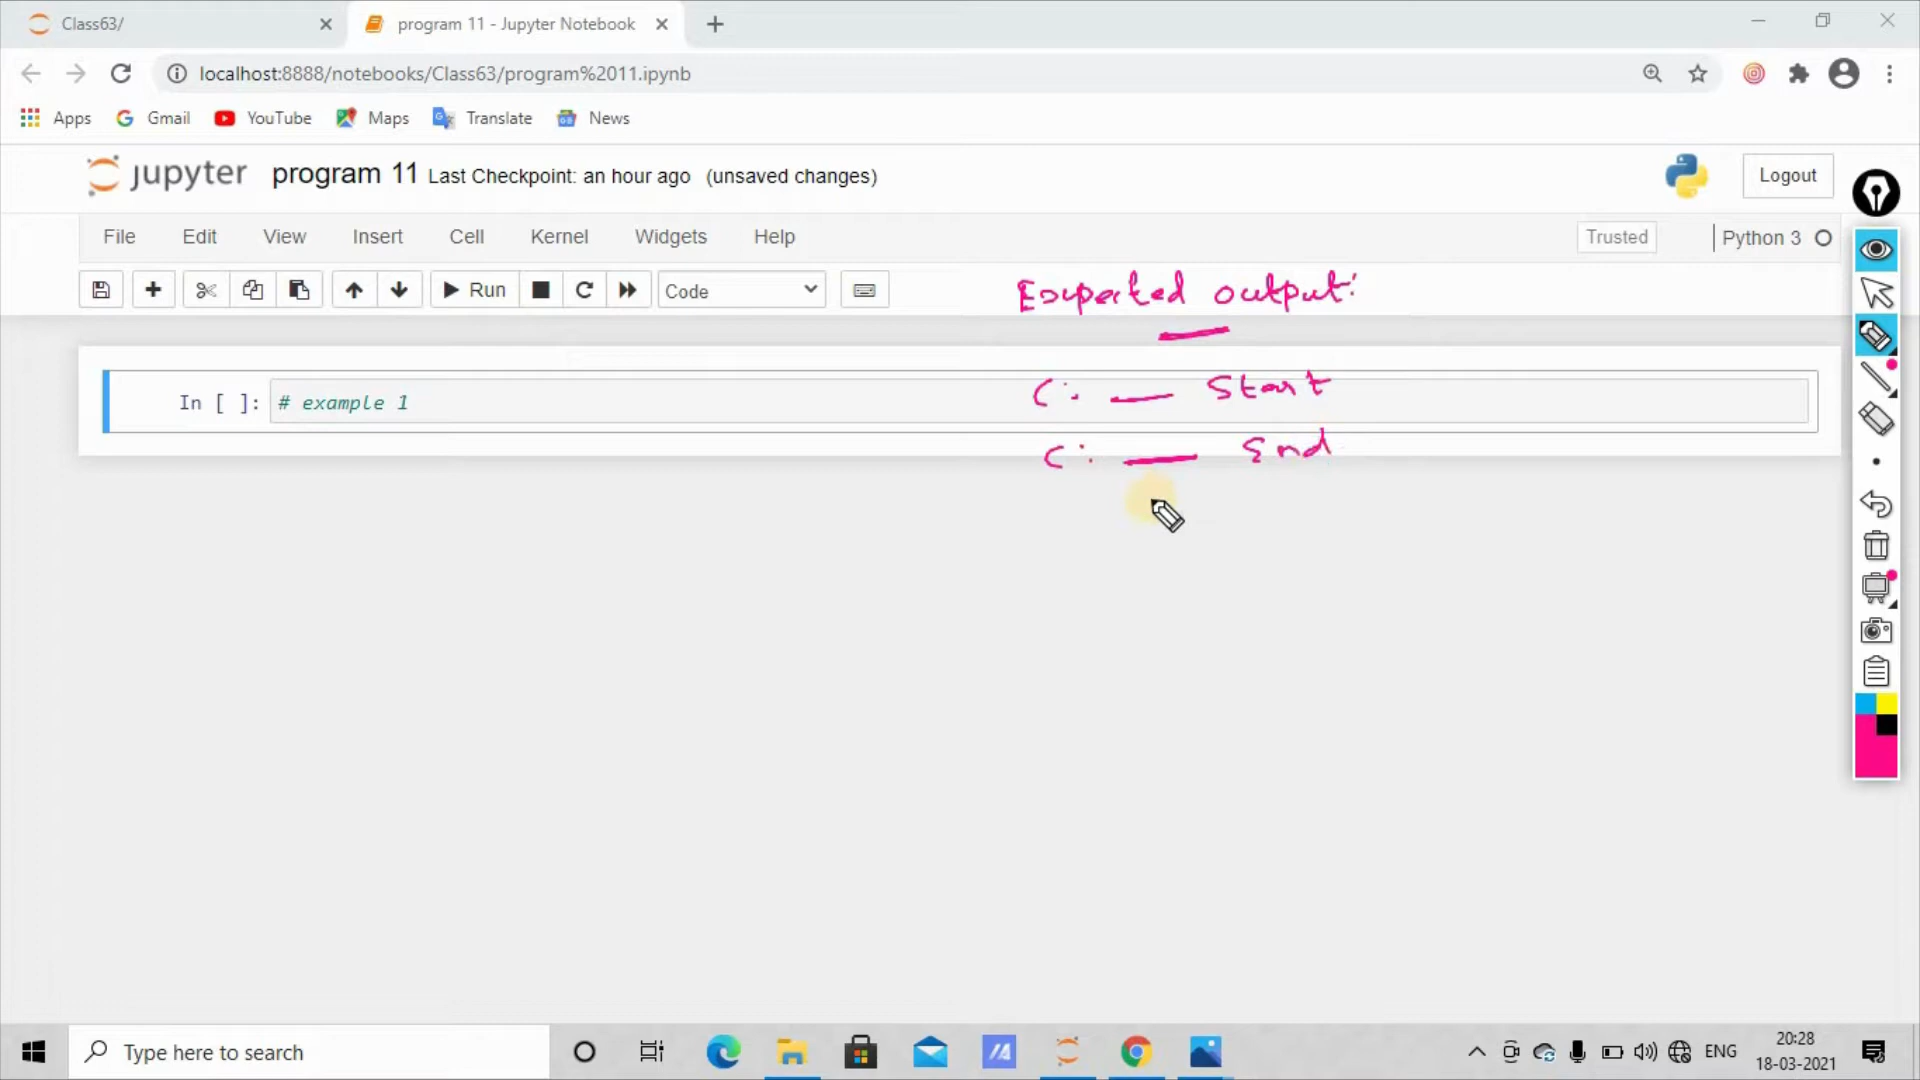 Class63/
program 11 - Jupyter Notebook
localhost:8888/notebooks/Class63/program%2011.ipynb
Apps Gmail YouTube Maps Translate News
jupyter program 11 Last Checkpoint: an hour ago (unsaved changes) Logout
File Edit View Insert Cell Kernel Widgets Help Trusted Python 3
Run Code
Expected output:
In [ ]: # example 1
C: — Start
C: — End
Type here to search
ENG
20:28
18-03-2021